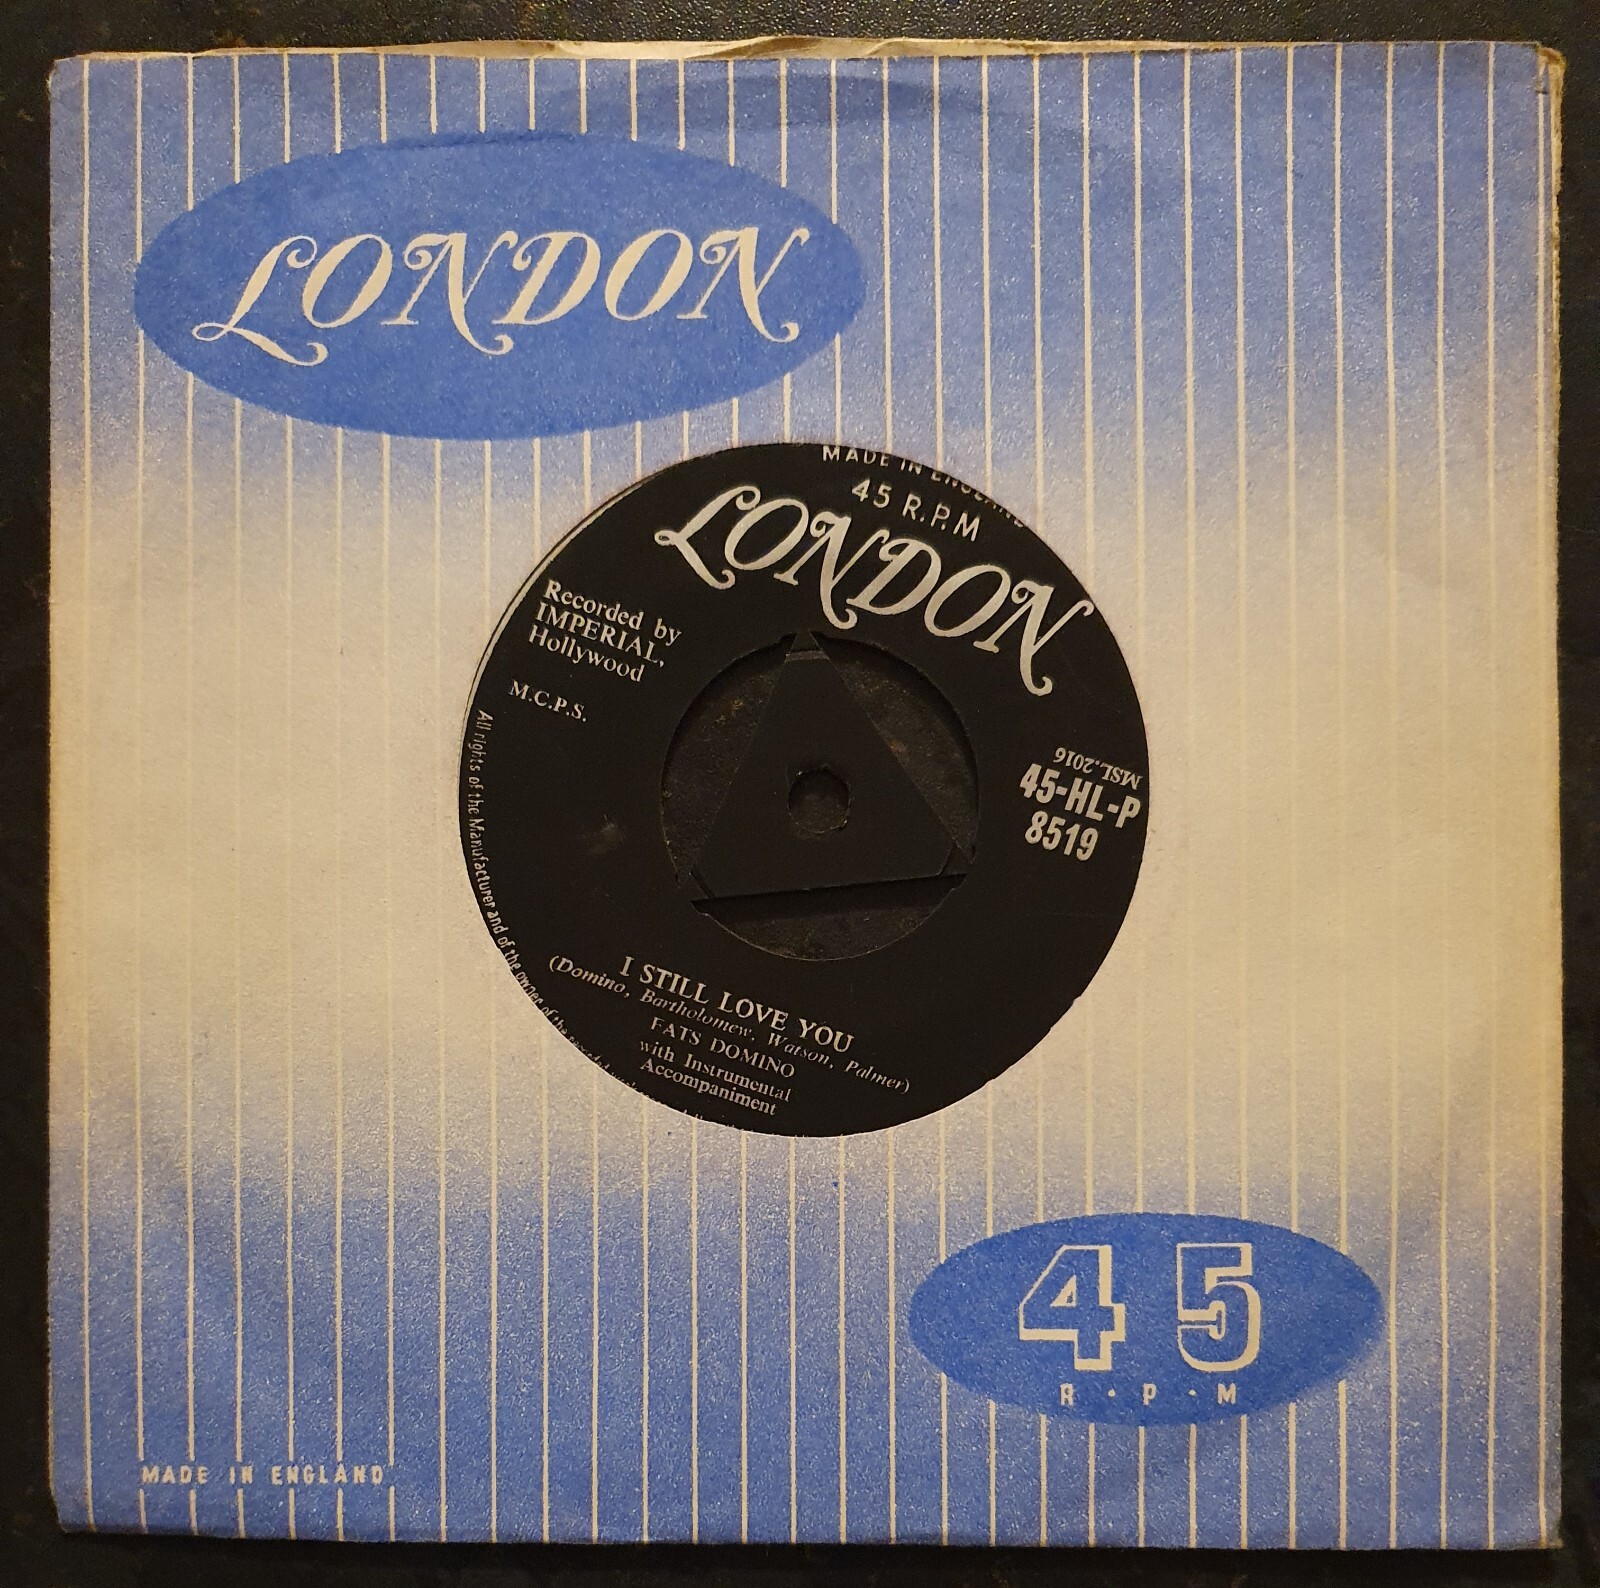 LONDON
MADE IN ENGLAND
45 R.P.M
LONDON
Recorded by
IMPERIAL,
Hollywood
M.C.P.S.
MSL.2016
45-HL-P
8519
All rights of the Manufacturer and of the owner of the
I STILL LOVE YOU
(Domino, Bartholomew, Watson, Palmer)
FATS DOMINO
with Instrumental
Accompaniment
45
R·P·M
MADE IN ENGLAND